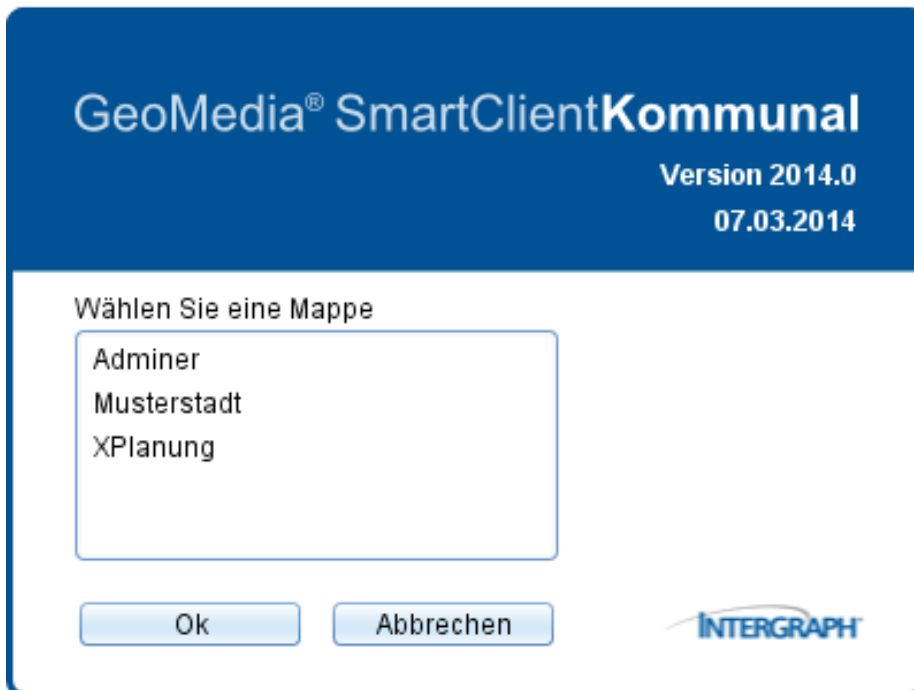 GeoMedia® SmartClientKommunal
Version 2014.0
07.03.2014
Wählen Sie eine Mappe
Adminer
Musterstadt
XPlanung
Ok Abbrechen INTERGRAPH